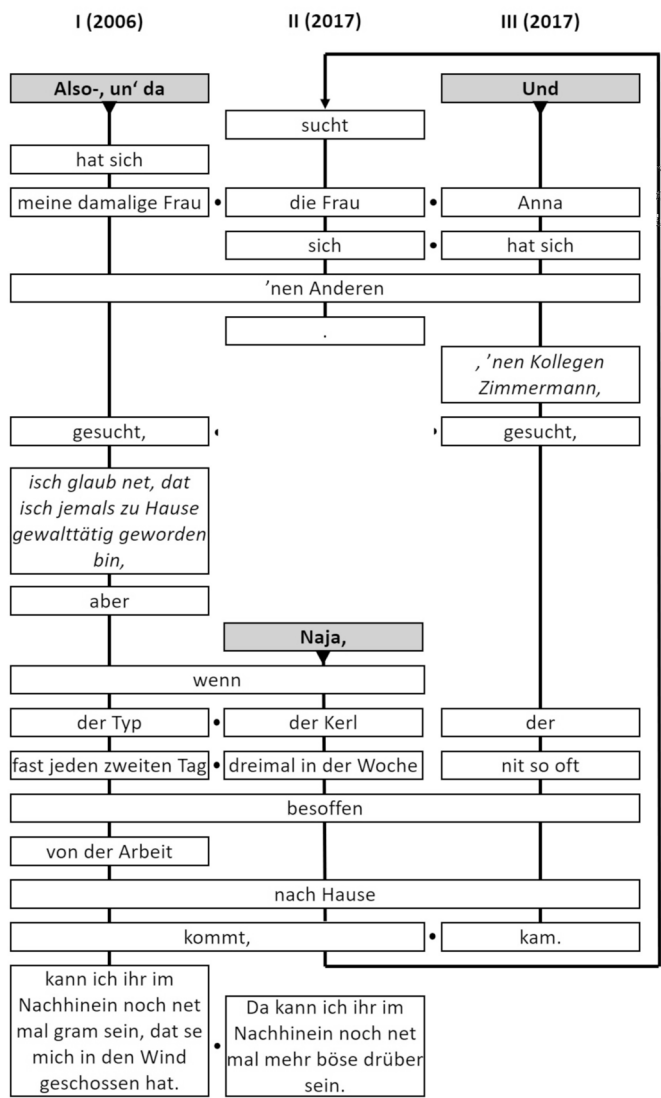 I (2006) II (2017) III (2017)
Also-, un‘ da Und
sucht
hat sich
meine damalige Frau • die Frau • Anna
sich • hat sich
’nen Anderen
.
, ’nen Kollegen
Zimmermann,
gesucht, gesucht,
isch glaub net, dat
isch jemals zu Hause
gewalttätig geworden
bin,
aber
Naja,
wenn
der Typ • der Kerl der
fast jeden zweiten Tag • dreimal in der Woche nit so oft
besoffen
von der Arbeit
nach Hause
kommt, • kam.
kann ich ihr im
Nachhinein noch net
mal gram sein, dat se
mich in den Wind
geschossen hat.
•
Da kann ich ihr im
Nachhinein noch net
mal mehr böse drüber
sein.